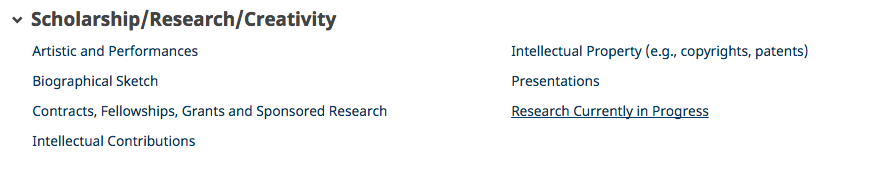 Scholarship/Research/Creativity
Artistic and Performances
Biographical Sketch
Contracts, Fellowships, Grants and Sponsored Research
Intellectual Contributions
Intellectual Property (e.g., copyrights, patents)
Presentations
Research Currently in Progress